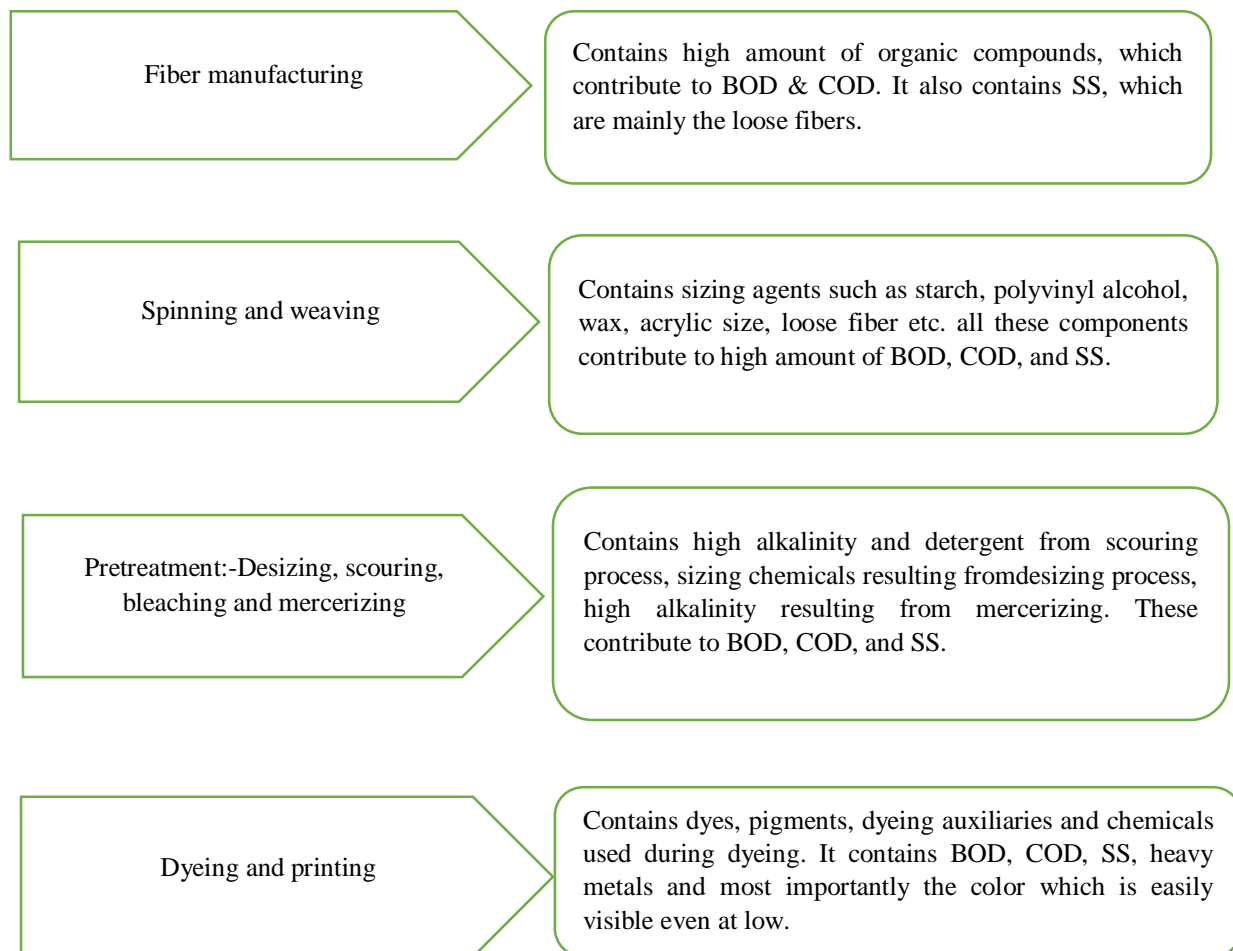 Fiber manufacturing
Contains high amount of organic compounds, which
contribute to BOD & COD. It also contains SS, which
are mainly the loose fibers.
Spinning and weaving
Contains sizing agents such as starch, polyvinyl alcohol,
wax, acrylic size, loose fiber etc. all these components
contribute to high amount of BOD, COD, and SS.
Pretreatment:-Desizing, scouring,
bleaching and mercerizing
Contains high alkalinity and detergent from scouring
process, sizing chemicals resulting fromdesizing process,
high alkalinity resulting from mercerizing. These
contribute to BOD, COD, and SS.
Dyeing and printing
Contains dyes, pigments, dyeing auxiliaries and chemicals
used during dyeing. It contains BOD, COD, SS, heavy
metals and most importantly the color which is easily
visible even at low.